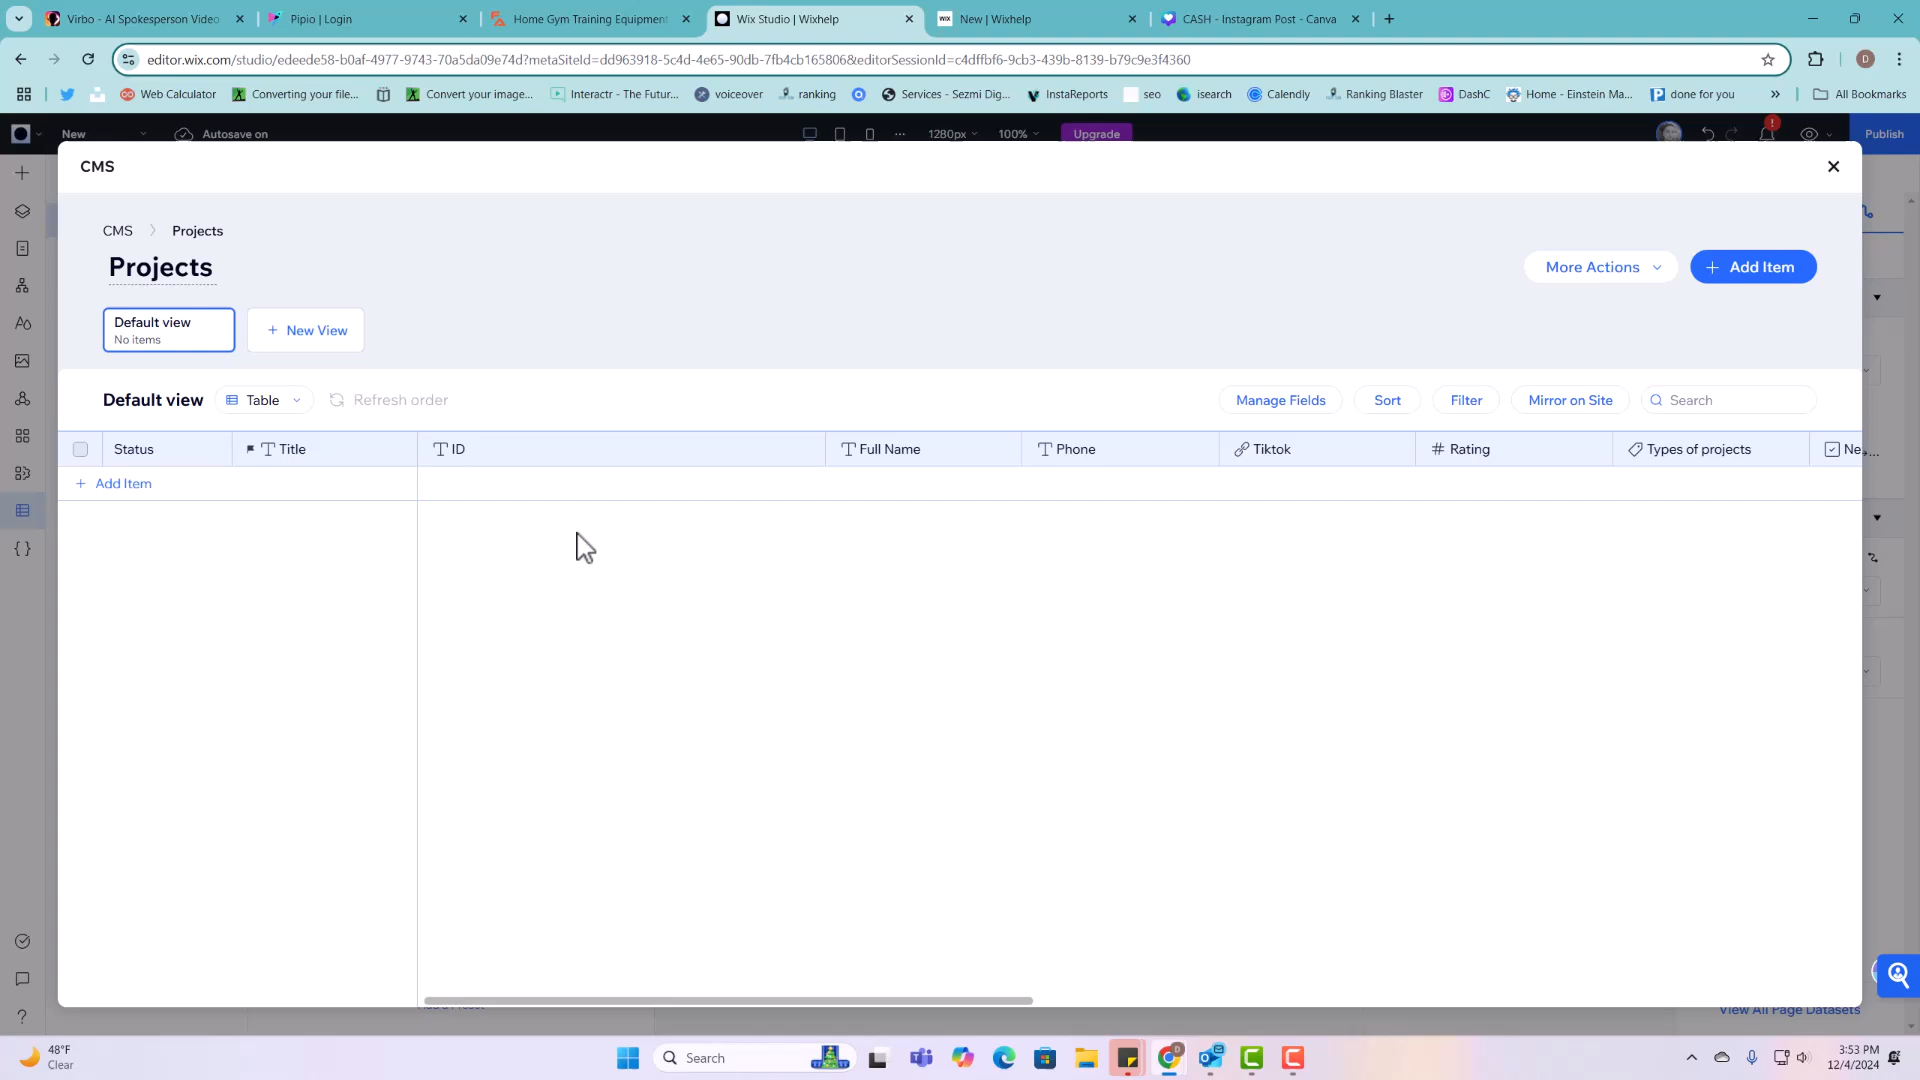 Virbo - AI Spokesperson Video
Pipio | Login
Home Gym Training Equipment
Wix Studio | Wixhelp
WIX New | Wixhelp
CASH - Instagram Post - Canva
editor.wix.com/studio/edeede58-b0af-4977-9743-70a5da09e74d?metaSiteId=dd963918-5c4d-4e65-90db-7fb4cb165806&editorSessionId=c4dffbf6-9cb3-439b-8139-b79c9e3f4360
D
Web Calculator
Converting your file...
Convert your image...
Interactr - The Futur...
voiceover
ranking
Services - Sezmi Dig...
InstaReports
seo
isearch
Calendly
Ranking Blaster
DashC
Home - Einstein Ma...
done for you
All Bookmarks
New
Autosave on
1280px
100%
Upgrade
Publish
CMS
CMS Projects
Projects
More Actions
+ Add Item
Default view
No items
+ New View
Default view
Table
Refresh order
Manage Fields
Sort
Filter
Mirror on Site
Search
Status
Title
ID
Full Name
Phone
Tiktok
# Rating
Types of projects
Ne...
+ Add Item
View All Page Datasets
48°F
Clear
Search
3:53 PM
12/4/2024